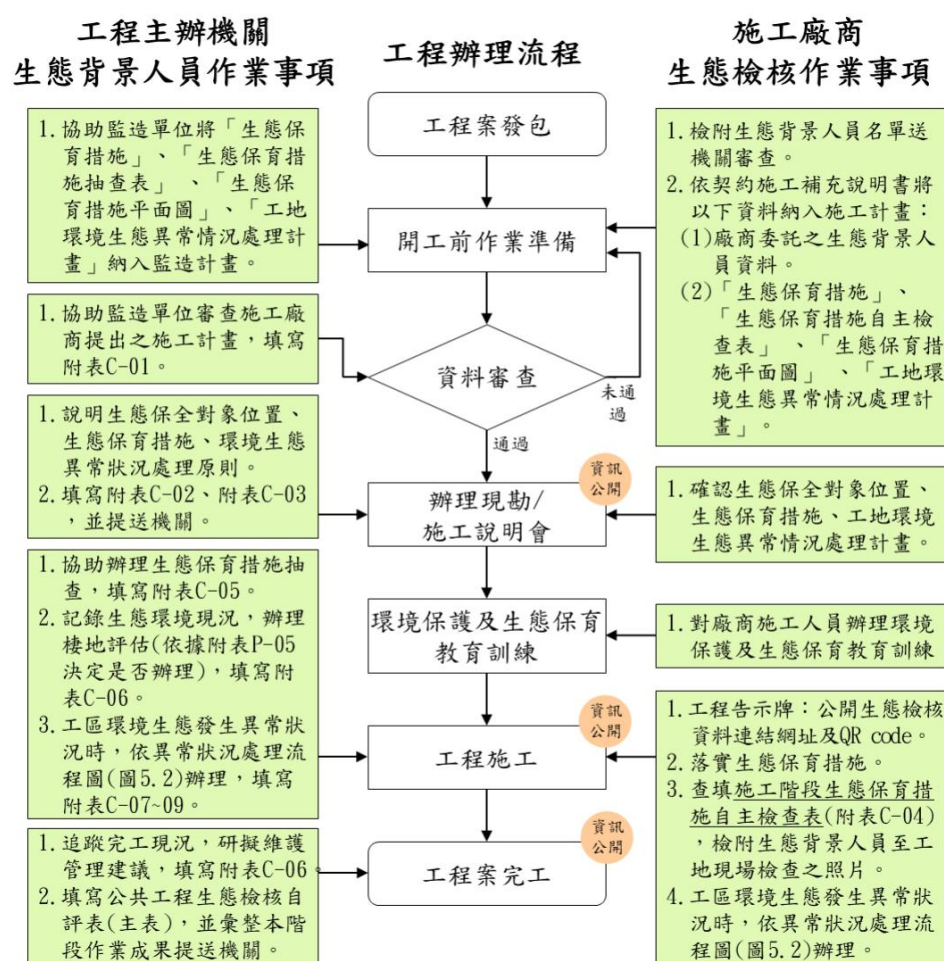 工程主辦機關
生態背景人員作業事項
1.協助監造單位將「生態保
育措施」、「生態保育措
施抽查表」 、「生態保
育措施平面圖」、「工地
環境生態異常情況處理計
畫」納入監造計畫。
1.協助監造單位審查施工廠
商提出之施工計畫，填寫
附表C-01。
1.說明生態保全對象位置、
生態保育措施、環境生態
異常狀況處理原則。
2.填寫附表C-02、附表C-03
，並提送機關。
1.協助辦理生態保育措施抽
查，填寫附表C-05。
2.記錄生態環境現況，辦理
棲地評估(依據附表P-05
決定是否辦理)，填寫附
表C-06。
3.工區環境生態發生異常狀
況時，依異常狀況處理流
程圖(圖5.2)辦理，填寫
附表C-07~09。
1.追蹤完工現況，研擬維護
管理建議，填寫附表C-06
2.填寫公共工程生態檢核自
評表(主表)，並彙整本階
段作業成果提送機關。
工程辦理流程
工程案發包
開工前作業準備
資料審查
未通
過
通過
資訊
公開
辦理現勘/
施工說明會
環境保護及生態保育
教育訓練
資訊
公開
工程施工
資訊
公開
工程案完工
施工廠商
生態檢核作業事項
1.檢附生態背景人員名單送
機關審查。
2.依契約施工補充說明書將
以下資料納入施工計畫：
(1)廠商委託之生態背景人
員資料。
(2)「生態保育措施」、
「生態保育措施自主檢
查表」 、「生態保育措
施平面圖」 、「工地環
境生態異常情況處理計
畫」。
1.確認生態保全對象位置、
生態保育措施、工地環境
生態異常情況處理計畫。
1.對廠商施工人員辦理環境
保護及生態保育教育訓練
1.工程告示牌：公開生態檢核
資料連結網址及QR code。
2.落實生態保育措施。
3.查填施工階段生態保育措
施自主檢查表(附表C-04)
，檢附生態背景人員至工
地現場檢查之照片。
4.工區環境生態發生異常狀
況時，依異常狀況處理流
程圖(圖5.2)辦理。